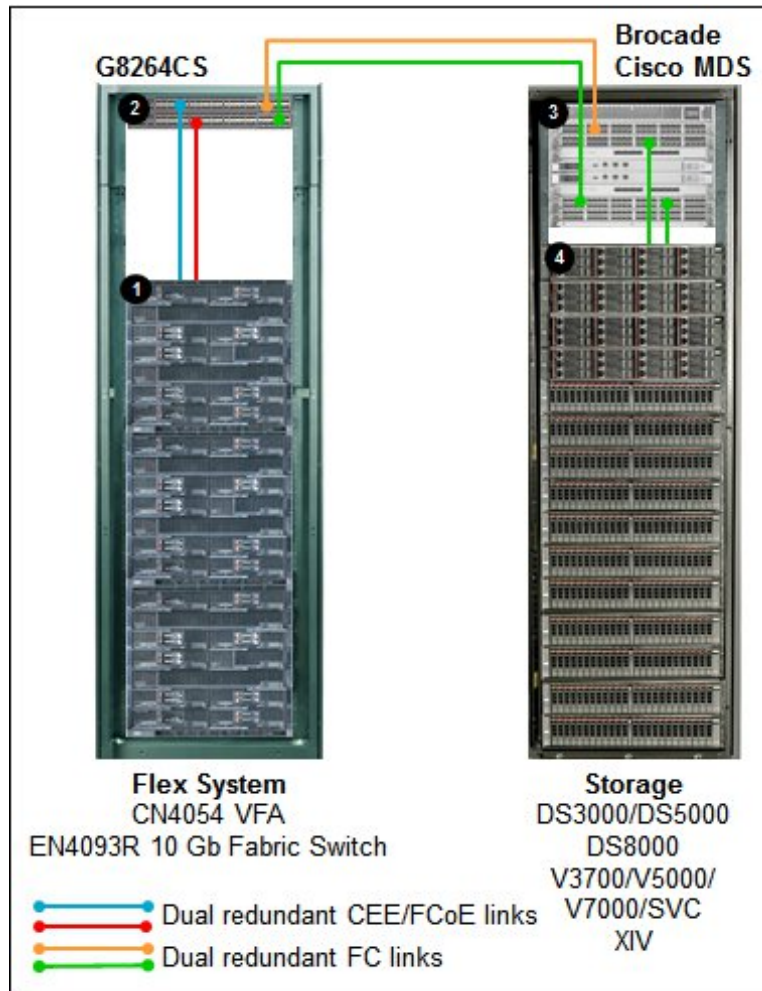 Brocade
G8264CS
Cisco MDS
2
3
1
4
Flex System
CN4054 VFA
EN4093R 10 Gb Fabric Switch
Storage
DS3000/DS5000
DS8000
V3700/V5000/
V7000/SVC
XIV
Dual redundant CEE/FCoE links
Dual redundant FC links